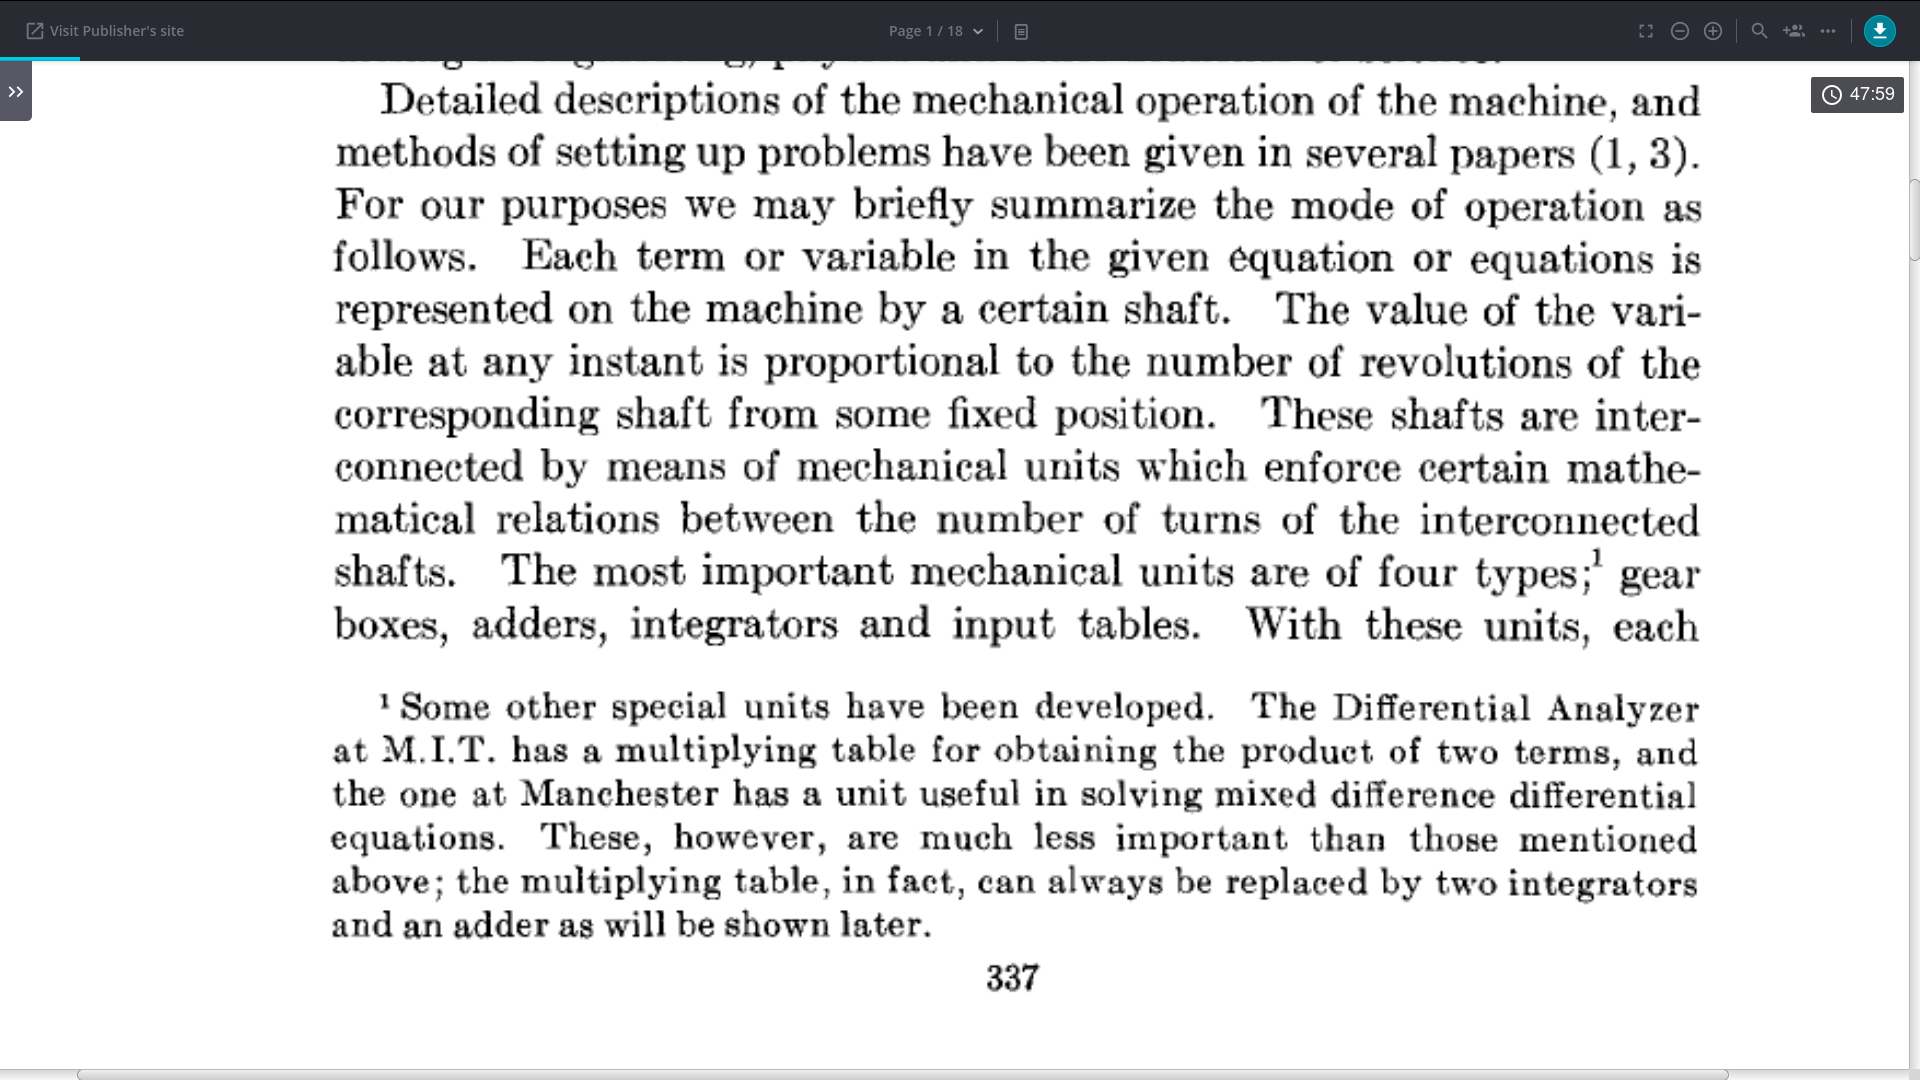 Visit Publisher's site
Page 1 / 18
47:59
Detailed descriptions of the mechanical operation of the machine, and
methods of setting up problems have been given in several papers (1, 3).
For our purposes we may briefly summarize the mode of operation as
follows. Each term or variable in the given equation or equations is
represented on the machine by a certain shaft. The value of the vari-
able at any instant is proportional to the number of revolutions of the
corresponding shaft from some fixed position. These shafts are inter-
connected by means of mechanical units which enforce certain mathe-
matical relations between the number of turns of the interconnected
shafts. The most important mechanical units are of four types;¹ gear
boxes, adders, integrators and input tables. With these units, each
¹ Some other special units have been developed. The Differential Analyzer
at M.I.T. has a multiplying table for obtaining the product of two terms, and
the one at Manchester has a unit useful in solving mixed difference differential
equations. These, however, are much less important than those mentioned
above; the multiplying table, in fact, can always be replaced by two integrators
and an adder as will be shown later.
337